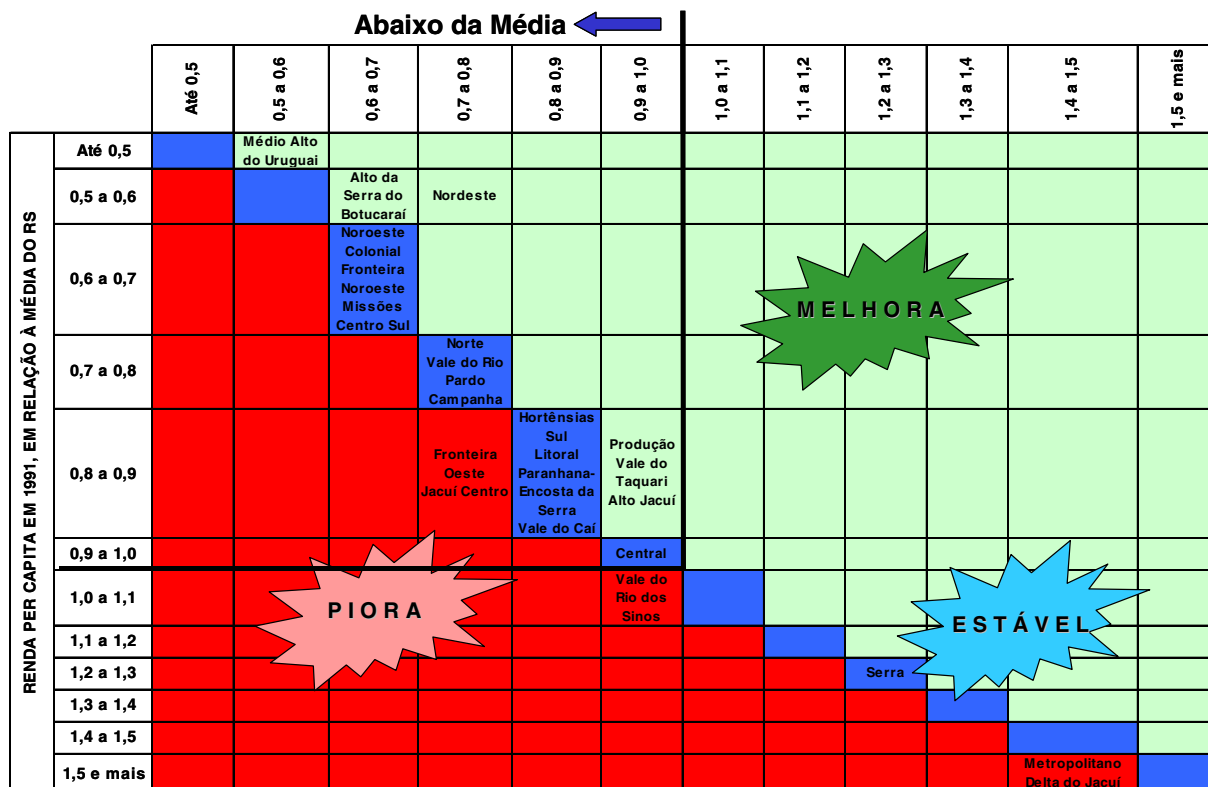 Abaixo da Média
Até 0,5
0,5 a 0,6
0,6 a 0,7
0,7 a 0,8
0,8 a 0,9
0,9 a 1,0
1,0 a 1,1
1,1 a 1,2
1,2 a 1,3
1,3 a 1,4
1,4 a 1,5
1,5 e mais
RENDA PER CAPITA EM 1991, EM RELAÇÃO À MÉDIA DO RS
Até 0,5
Médio Alto
do Uruguai
0,5 a 0,6
Alto da
Serra do
Botucaraí
Nordeste
0,6 a 0,7
Noroeste
Colonial
Fronteira
Noroeste
Missões
Centro Sul
MELHORA
0,7 a 0,8
Norte
Vale do Rio
Pardo
Campanha
0,8 a 0,9
Fronteira
Oeste
Jacuí Centro
Hortênsias
Sul
Litoral
Paranhana-
Encosta da
Serra
Vale do Caí
Produção
Vale do
Taquari
Alto Jacuí
0,9 a 1,0
Central
1,0 a 1,1
PIORA
Vale do
Rio dos
Sinos
ESTÁVEL
1,1 a 1,2
1,2 a 1,3
Serra
1,3 a 1,4
1,4 a 1,5
1,5 e mais
Metropolitano
Delta do Jacuí